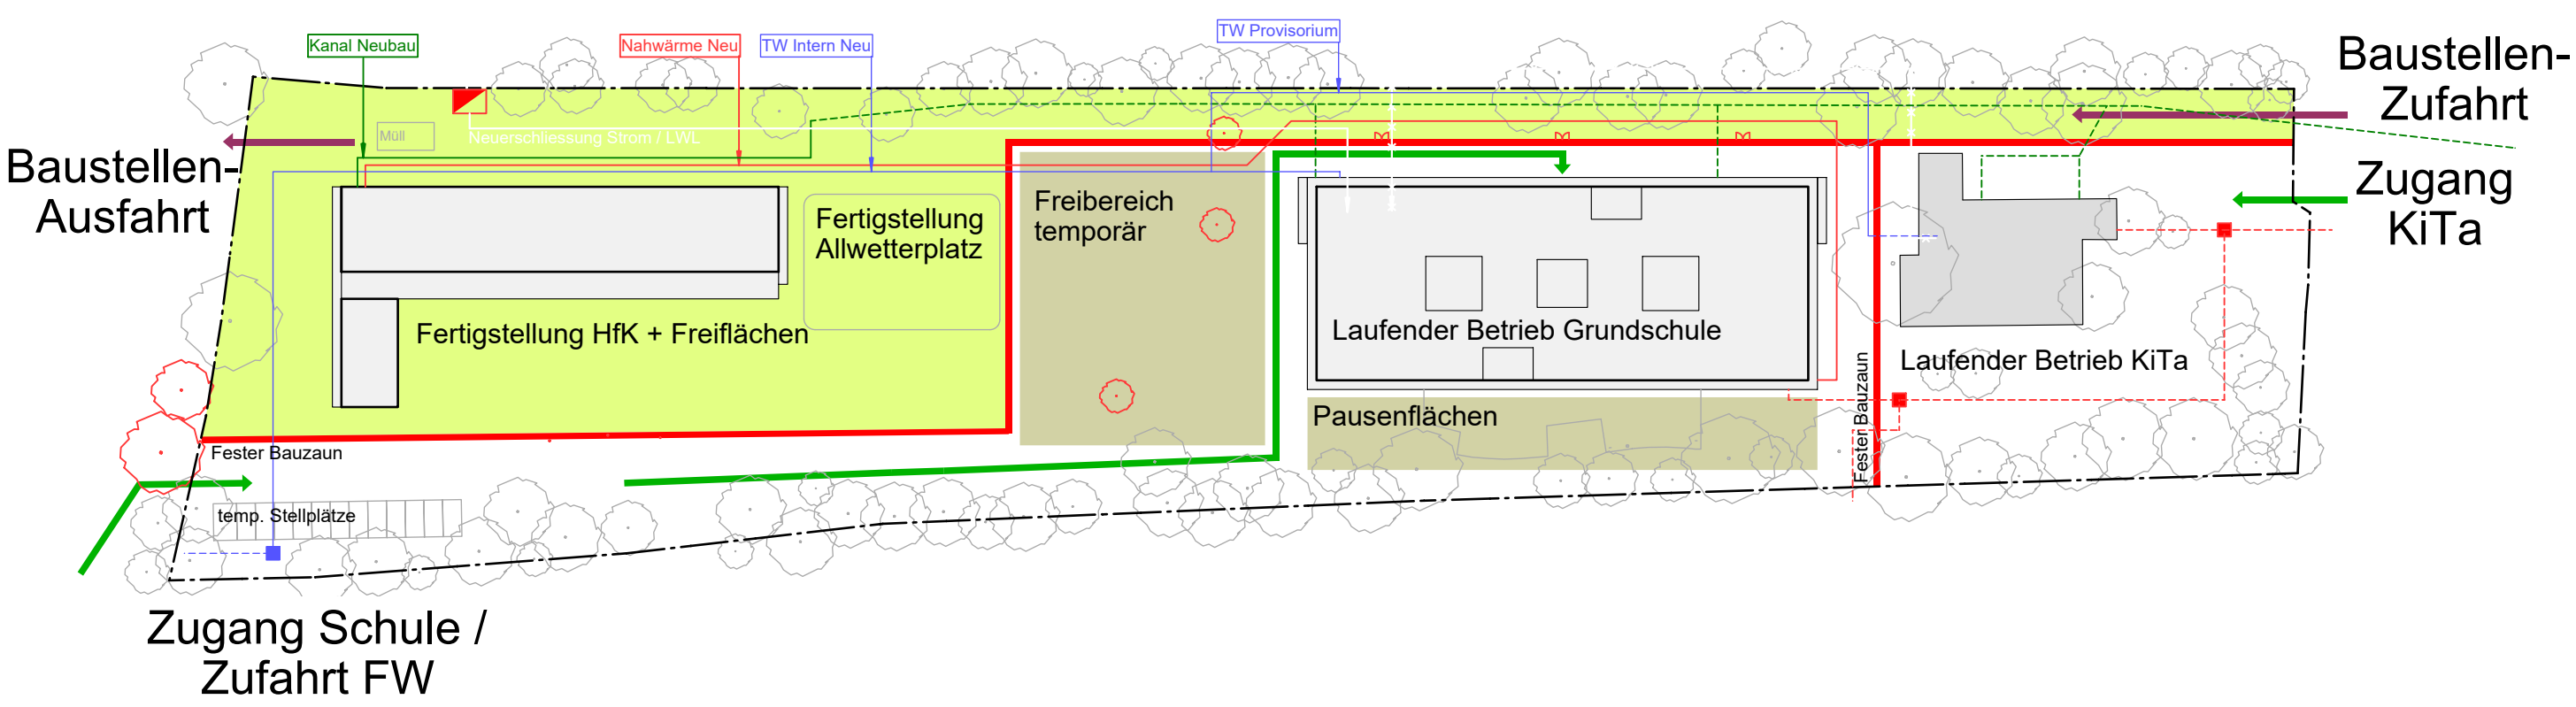 TW Provisorium
Kanal Neubau
Nahwärme Neu
TW Intern Neu
Baustellen-
Zufahrt
Müll
Neuerschliessung Strom / LWL
Baustellen-
Ausfahrt
Zugang
KiTa
Fertigstellung
Allwetterplatz
Freibereich
temporär
Fertigstellung HfK + Freiflächen
Laufender Betrieb Grundschule
Laufender Betrieb KiTa
Pausenflächen
Fester Bauzaun
Fester Bauzaun
temp. Stellplätze
Zugang Schule /
Zufahrt FW